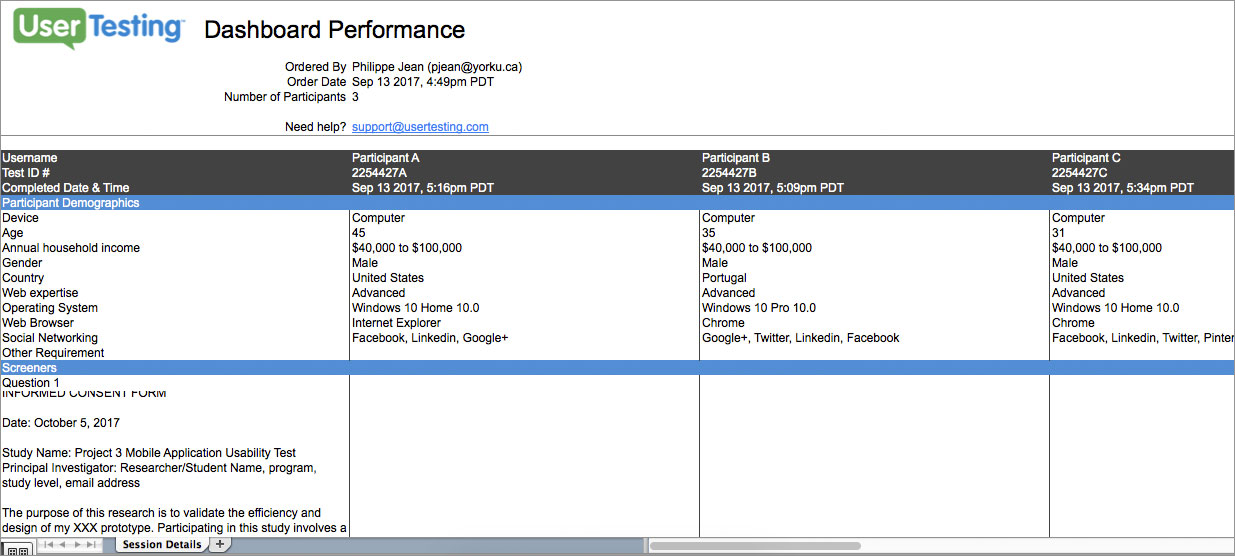 UserTesting Dashboard Performance
Ordered By Philippe Jean (pjean@yorku.ca)
Order Date Sep 13 2017, 4:49pm PDT
Number of Participants 3
Need help? support@usertesting.com
Username Participant A Participant B Participant C
Test ID # 2254427A 2254427B 2254427C
Completed Date & Time Sep 13 2017, 5:16pm PDT Sep 13 2017, 5:09pm PDT Sep 13 2017, 5:34pm PDT
Participant Demographics
Device Computer Computer Computer
Age 45 35 31
Annual household income $40,000 to $100,000 $40,000 to $100,000 $40,000 to $100,000
Gender Male Male Male
Country United States Portugal United States
Web expertise Advanced Advanced Advanced
Operating System Windows 10 Home 10.0 Windows 10 Pro 10.0 Windows 10 Home 10.0
Web Browser Internet Explorer Chrome Chrome
Social Networking Facebook, Linkedin, Google+ Google+, Twitter, Linkedin, Facebook Facebook, Linkedin, Twitter, Pinter
Other Requirement
Screeners
Question 1
INFORMED CONSENT FORM
Date: October 5, 2017
Study Name: Project 3 Mobile Application Usability Test
Principal Investigator: Researcher/Student Name, program,
study level, email address
The purpose of this research is to validate the efficiency and
design of my XXX prototype. Participating in this study involves a
Session Details +